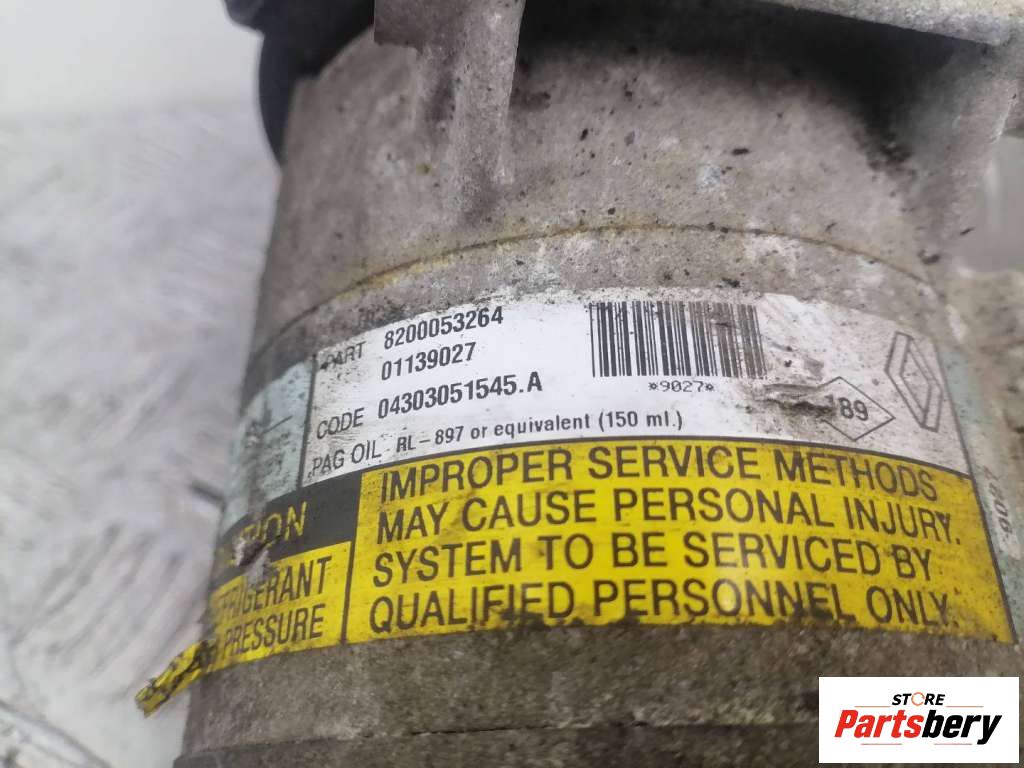 PART 8200053264
01139027
CODE 04303051545.A
PAG OIL RL-897 or equivalent (150 ml.)
*9027*
189
IMPROPER SERVICE METHODS
MAY CAUSE PERSONAL INJURY.
SYSTEM TO BE SERVICED BY
QUALIFIED PERSONNEL ONLY.
PRESSURE
STORE
Partsbery